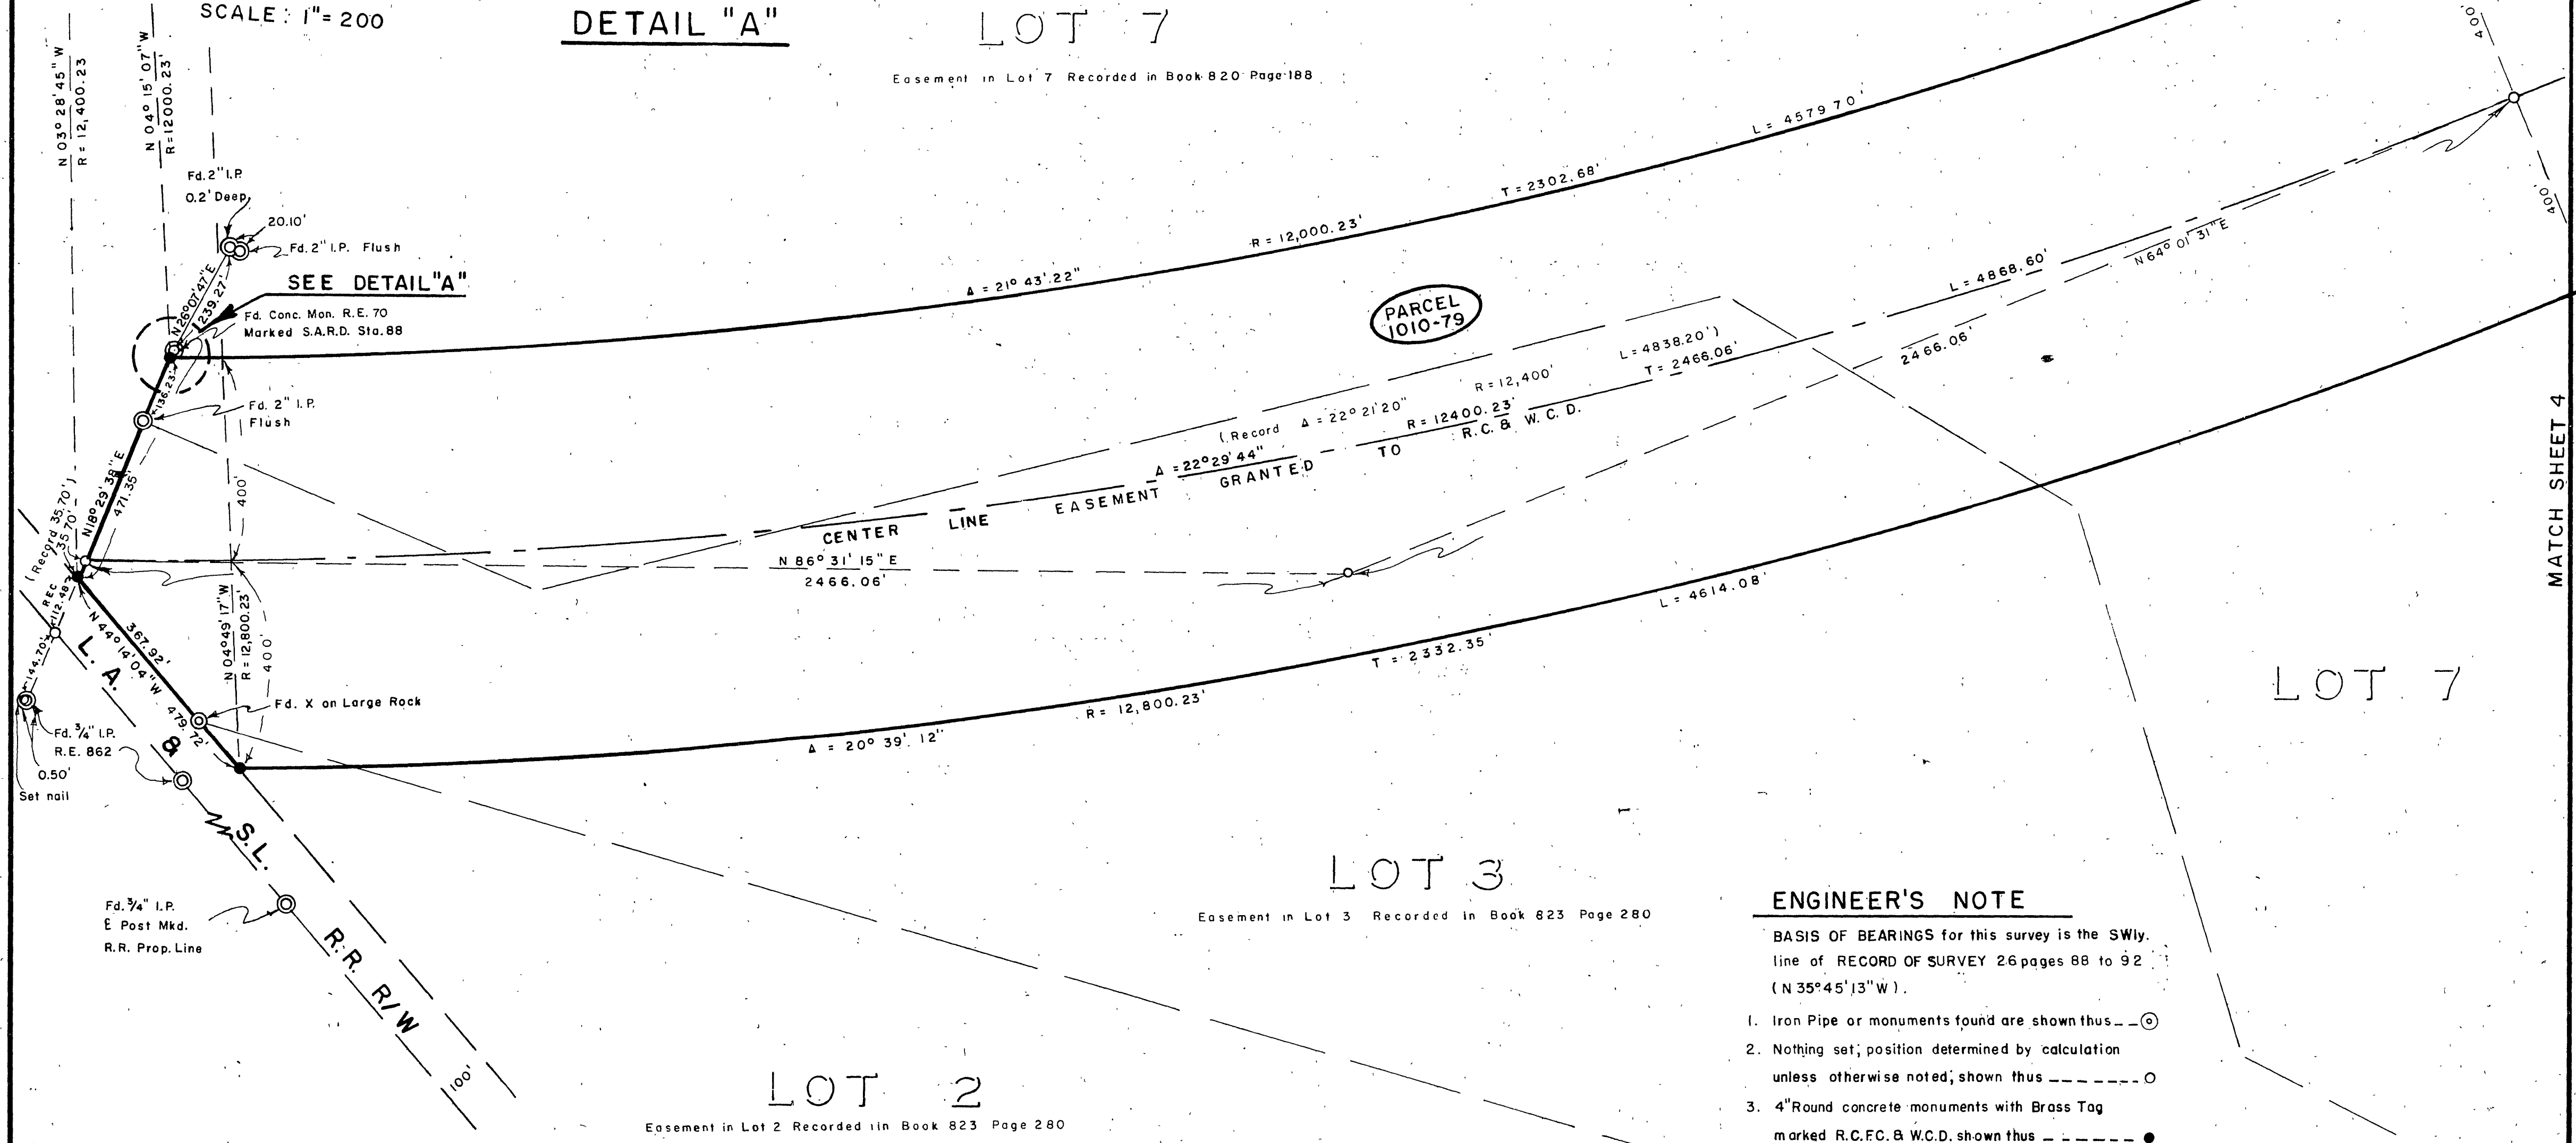 SCALE: 1"= 200
DETAIL "A"
LOT 7
Easement in Lot 7 Recorded in Book 820 Page 188
N 03° 28' 45" W
R = 12,400.23
N 04° 15' 07" W
R=12000.23'
Fd. 2" I.P.
0.2' Deep
20.10'
Fd. 2" I.P. Flush
SEE DETAIL "A"
N26°07'47"E
239.27'
Fd. Conc. Mon. R.E. 70
Marked S.A.R.D. Sta. 88
136.23'
Fd. 2" I.P.
Flush
N18°29'38"E
471.35'
400'
(Record 35.70')
35.70'
REC
112.48'
144.70'
N 44° 14' 04" W
367.92'
479.72'
N 04°49'17"W
R = 12,800.23'
400'
Fd. X on Large Rock
Fd. 3/4" I.P.
R.E. 862
0.50'
Set nail
L. A. & S.L. R.R. R/W
100'
Fd. 3/4" I.P.
£ Post Mkd.
R.R. Prop. Line
Δ = 21° 43'. 22"
R = 12,000.23'
T = 2302.68'
L = 4579 70'
PARCEL
1010-79
(Record Δ = 22° 21' 20" R = 12,400' L = 4838.20')
Δ = 22°29'44" R = 12400.23' T = 2466.06' L = 4868.60'
CENTER LINE EASEMENT GRANTED TO R.C. & W.C.D.
N 86° 31' 15" E
2466.06'
N 64° 01' 31" E
2466.06'
400'
400'
Δ = 20° 39'. 12"
R = 12,800.23'
T = 2332.35'
L = 4614.08'
MATCH SHEET 4
LOT 7
LOT 3
Easement in Lot 3 Recorded in Book 823 Page 280
LOT 2
Easement in Lot 2 Recorded in Book 823 Page 280
ENGINEER'S NOTE
BASIS OF BEARINGS for this survey is the SWly.
line of RECORD OF SURVEY 26 pages 88 to 92
(N 35°45'13"W).
1. Iron Pipe or monuments found are shown thus
2. Nothing set; position determined by calculation
unless otherwise noted; shown thus
3. 4" Round concrete monuments with Brass Tag
marked R.C.F.C. & W.C.D. shown thus